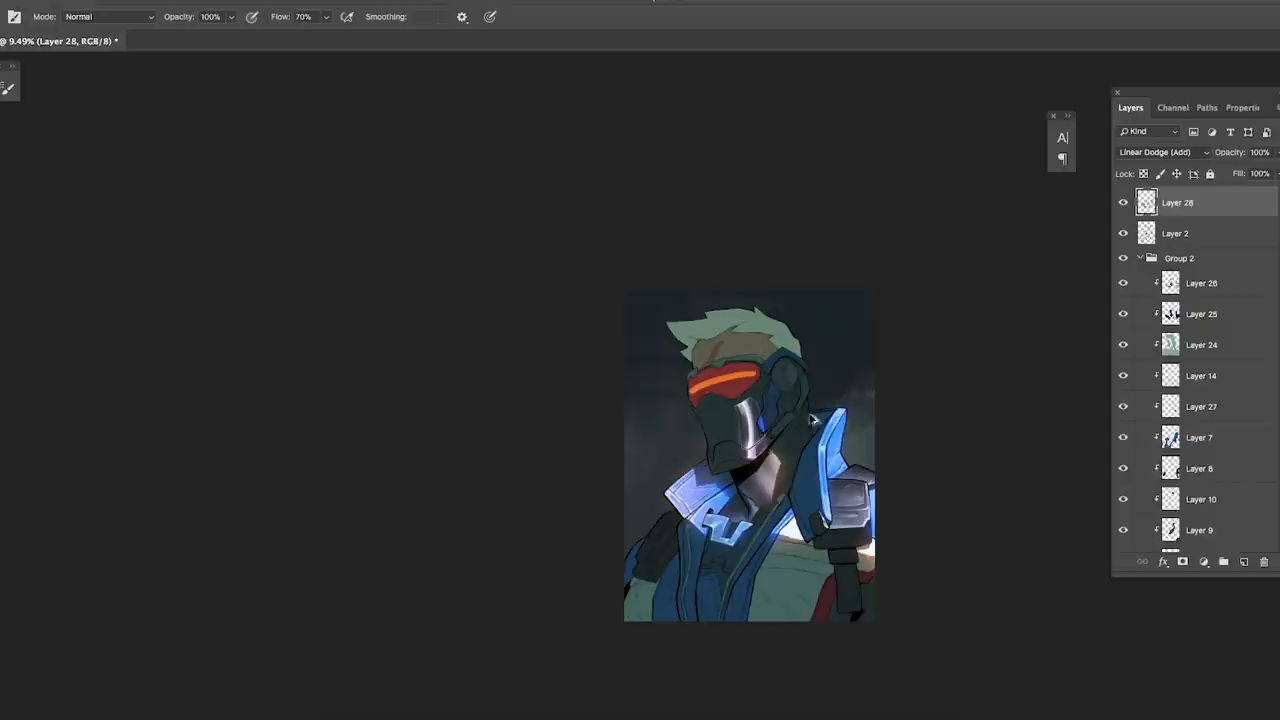 Mode: Normal Opacity: 100% Flow: 70% Smoothing:
@ 9.49% (Layer 28, RGB/8) *
Layers Channel Paths Properti
Kind
A
Linear Dodge (Add) Opacity: 100%
Lock: Fill: 100%
Layer 28
Layer 2
Group 2
Layer 26
Layer 25
Layer 24
Layer 14
Layer 27
Layer 7
Layer 8
Layer 10
Layer 9
fx